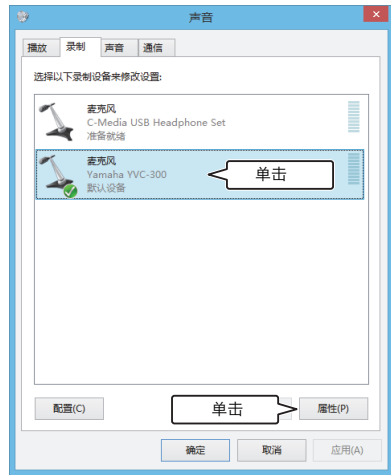 声音
播放 录制 声音 通信
选择以下录制设备来修改设置:
麦克风
C-Media USB Headphone Set
准备就绪
麦克风
Yamaha YVC-300
默认设备
单击
配置(C)
单击
属性(P)
确定 取消 应用(A)